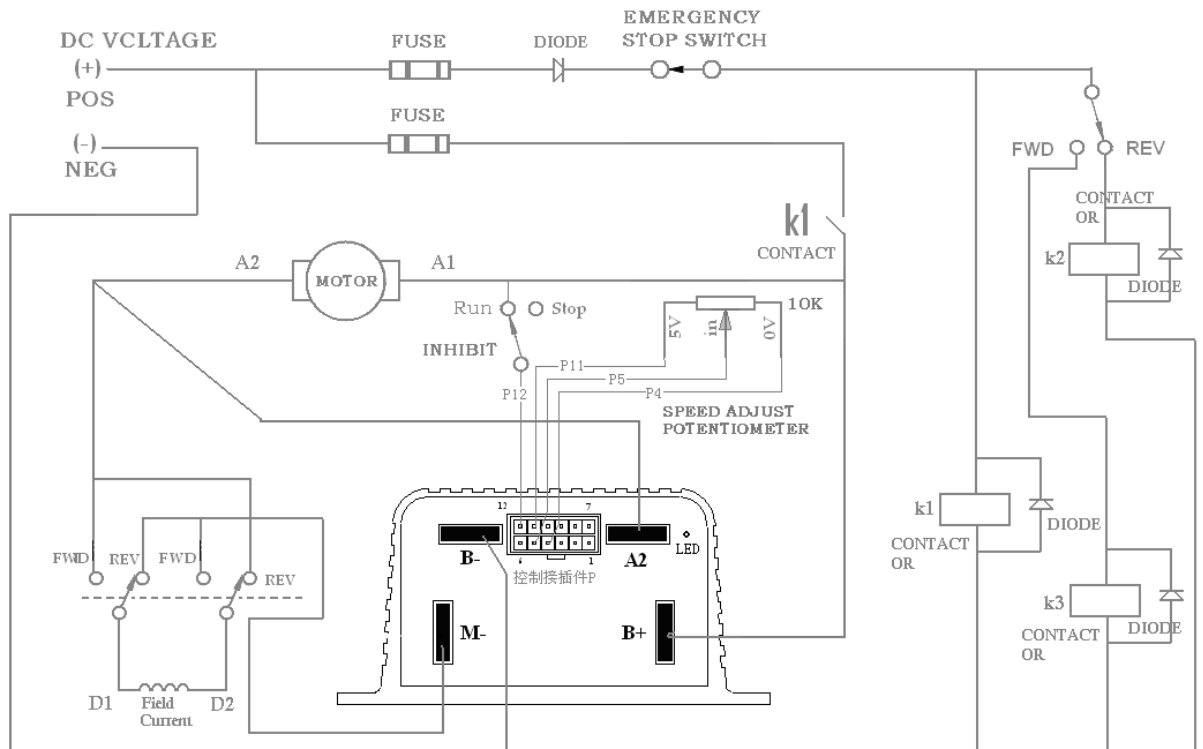 EMERGENCY
STOP SWITCH
DC VCLTAGE
FUSE
DIODE
(+)
POS
FUSE
(-)
NEG
FWD
REV
CONTACT
OR
k1
CONTACT
k2
DIODE
A2
MOTOR
A1
Run
Stop
INHIBIT
5V
in
0V
10K
P11
P5
P4
P12
SPEED ADJUST
POTENTIOMETER
12
7
B-
A2
LED
1
控制接插件P
M-
B+
k1
DIODE
CONTACT
OR
k3
DIODE
CONTACT
OR
FWD
REV
FWD
REV
D1
Field
Current
D2